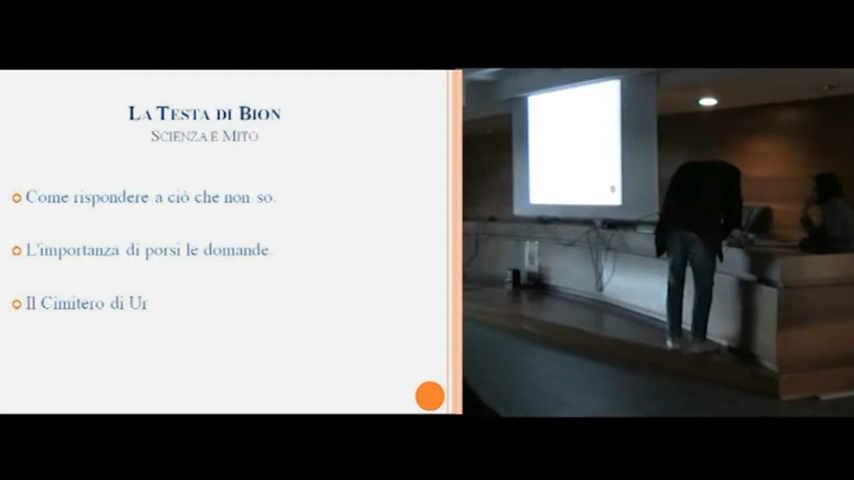 LA TESTA DI BION
SCIENZA E MITO
Come rispondere a ciò che non so.
L'importanza di porsi le domande
Il Cimitero di Ur